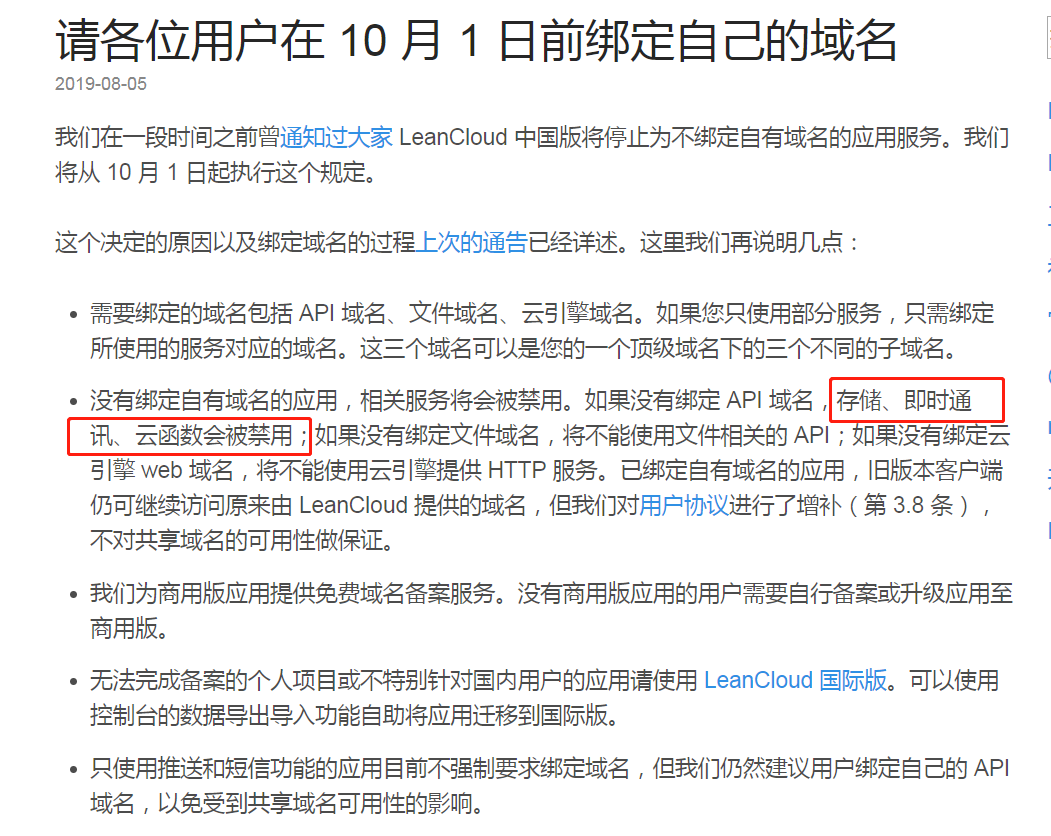 请各位用户在 10 月 1 日前绑定自己的域名
2019-08-05
我们在一段时间之前曾通知过大家 LeanCloud 中国版将停止为不绑定自有域名的应用服务。我们
将从 10 月 1 日起执行这个规定。
这个决定的原因以及绑定域名的过程上次的通告已经详述。这里我们再说明几点：
• 需要绑定的域名包括 API 域名、文件域名、云引擎域名。如果您只使用部分服务，只需绑定
所使用的服务对应的域名。这三个域名可以是您的一个顶级域名下的三个不同的子域名。
• 没有绑定自有域名的应用，相关服务将会被禁用。如果没有绑定 API 域名，存储、即时通
讯、云函数会被禁用；如果没有绑定文件域名，将不能使用文件相关的 API；如果没有绑定云
引擎 web 域名，将不能使用云引擎提供 HTTP 服务。已绑定自有域名的应用，旧版本客户端
仍可继续访问原来由 LeanCloud 提供的域名，但我们对用户协议进行了增补（第 3.8 条），
不对共享域名的可用性做保证。
• 我们为商用版应用提供免费域名备案服务。没有商用版应用的用户需要自行备案或升级应用至
商用版。
• 无法完成备案的个人项目或不特别针对国内用户的应用请使用 LeanCloud 国际版。可以使用
控制台的数据导出导入功能自助将应用迁移到国际版。
• 只使用推送和短信功能的应用目前不强制要求绑定域名，但我们仍然建议用户绑定自己的 API
域名，以免受到共享域名可用性的影响。